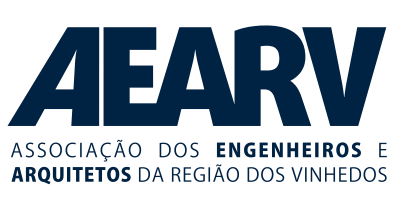 AEARV
ASSOCIAÇÃO DOS ENGENHEIROS E
ARQUITETOS DA REGIÃO DOS VINHEDOS